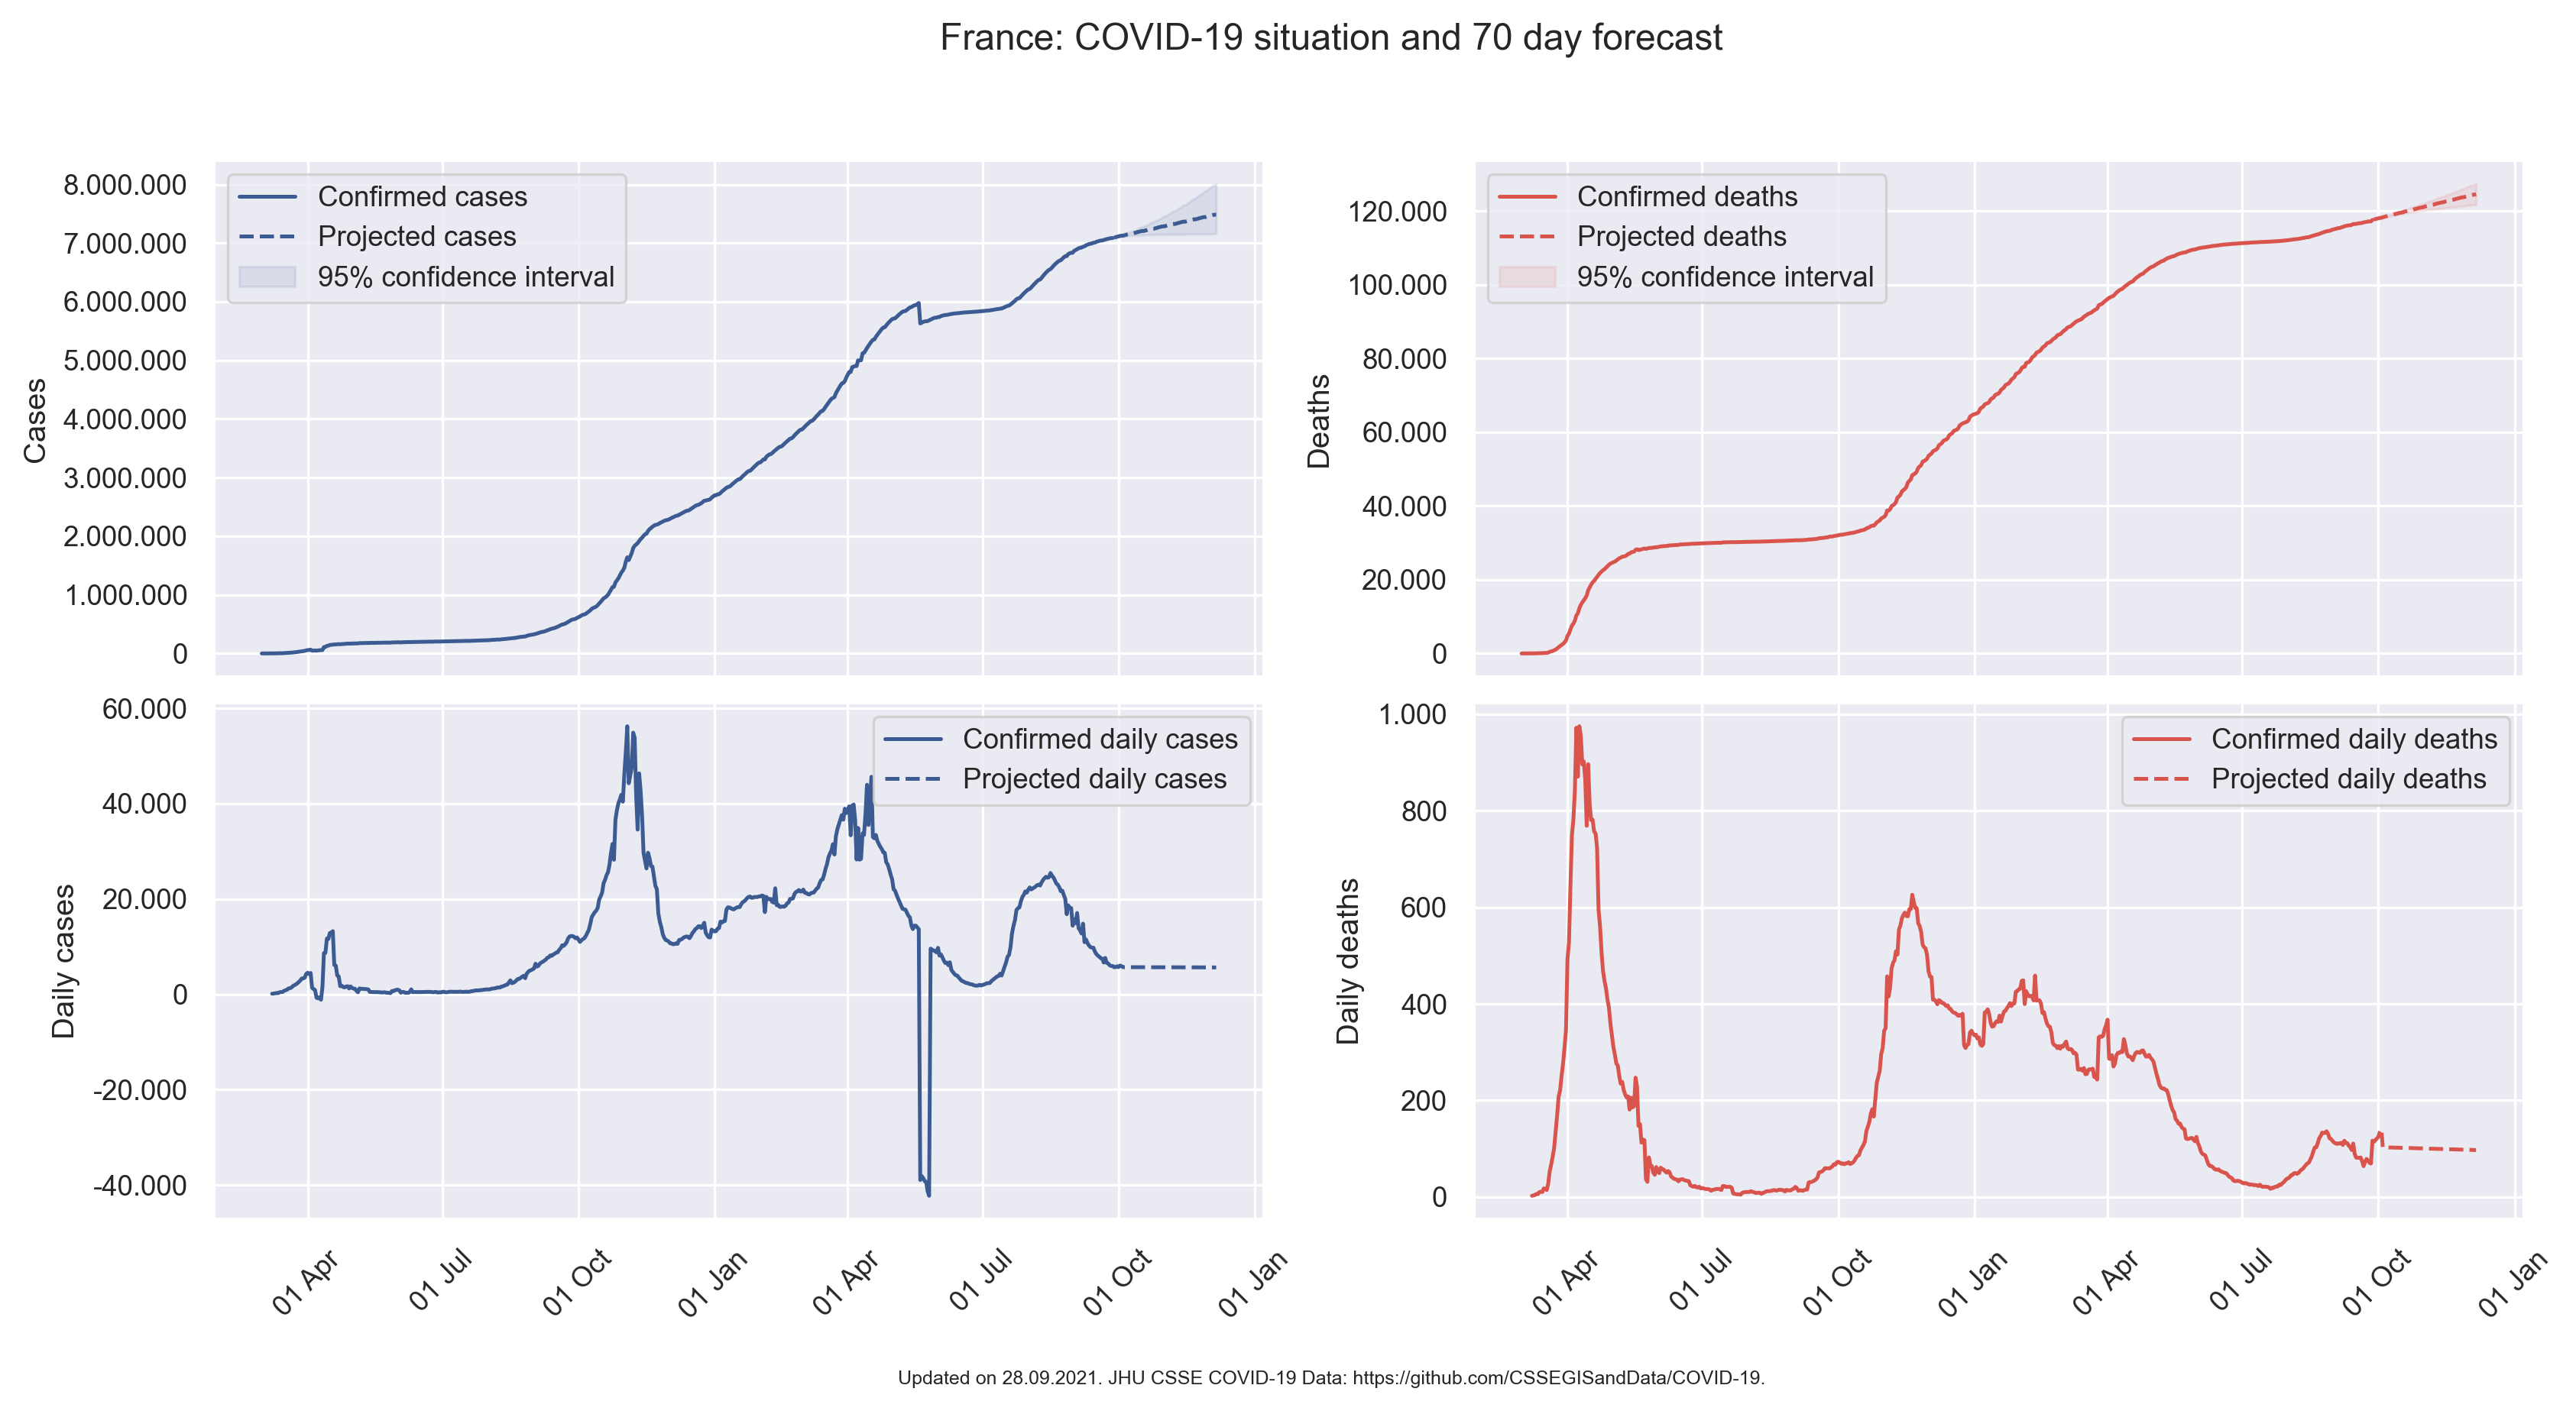 France: COVID-19 situation and 70 day forecast
Cases
8.000.000
7.000.000
6.000.000
5.000.000
4.000.000
3.000.000
2.000.000
1.000.000
0
Confirmed cases
Projected cases
95% confidence interval
Deaths
120.000
100.000
80.000
60.000
40.000
20.000
0
Confirmed deaths
Projected deaths
95% confidence interval
Daily cases
60.000
40.000
20.000
0
-20.000
-40.000
Confirmed daily cases
Projected daily cases
01 Apr
01 Jul
01 Oct
01 Jan
01 Apr
01 Jul
01 Oct
01 Jan
Daily deaths
1.000
800
600
400
200
0
Confirmed daily deaths
Projected daily deaths
01 Apr
01 Jul
01 Oct
01 Jan
01 Apr
01 Jul
01 Oct
01 Jan
Updated on 28.09.2021. JHU CSSE COVID-19 Data: https://github.com/CSSEGISandData/COVID-19.